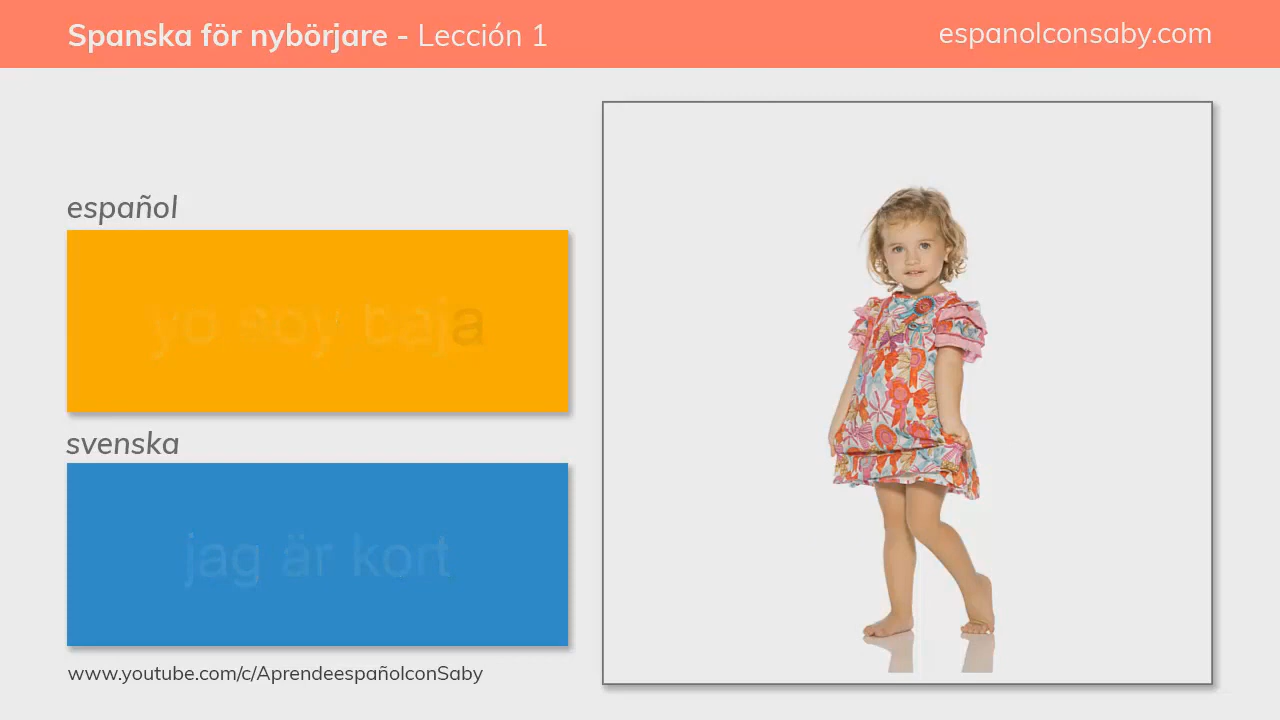 Spanska för nybörjare - Lección 1
espanolconsaby.com
español
yo soy baja
svenska
jag är kort
www.youtube.com/c/AprendeespañolconSaby